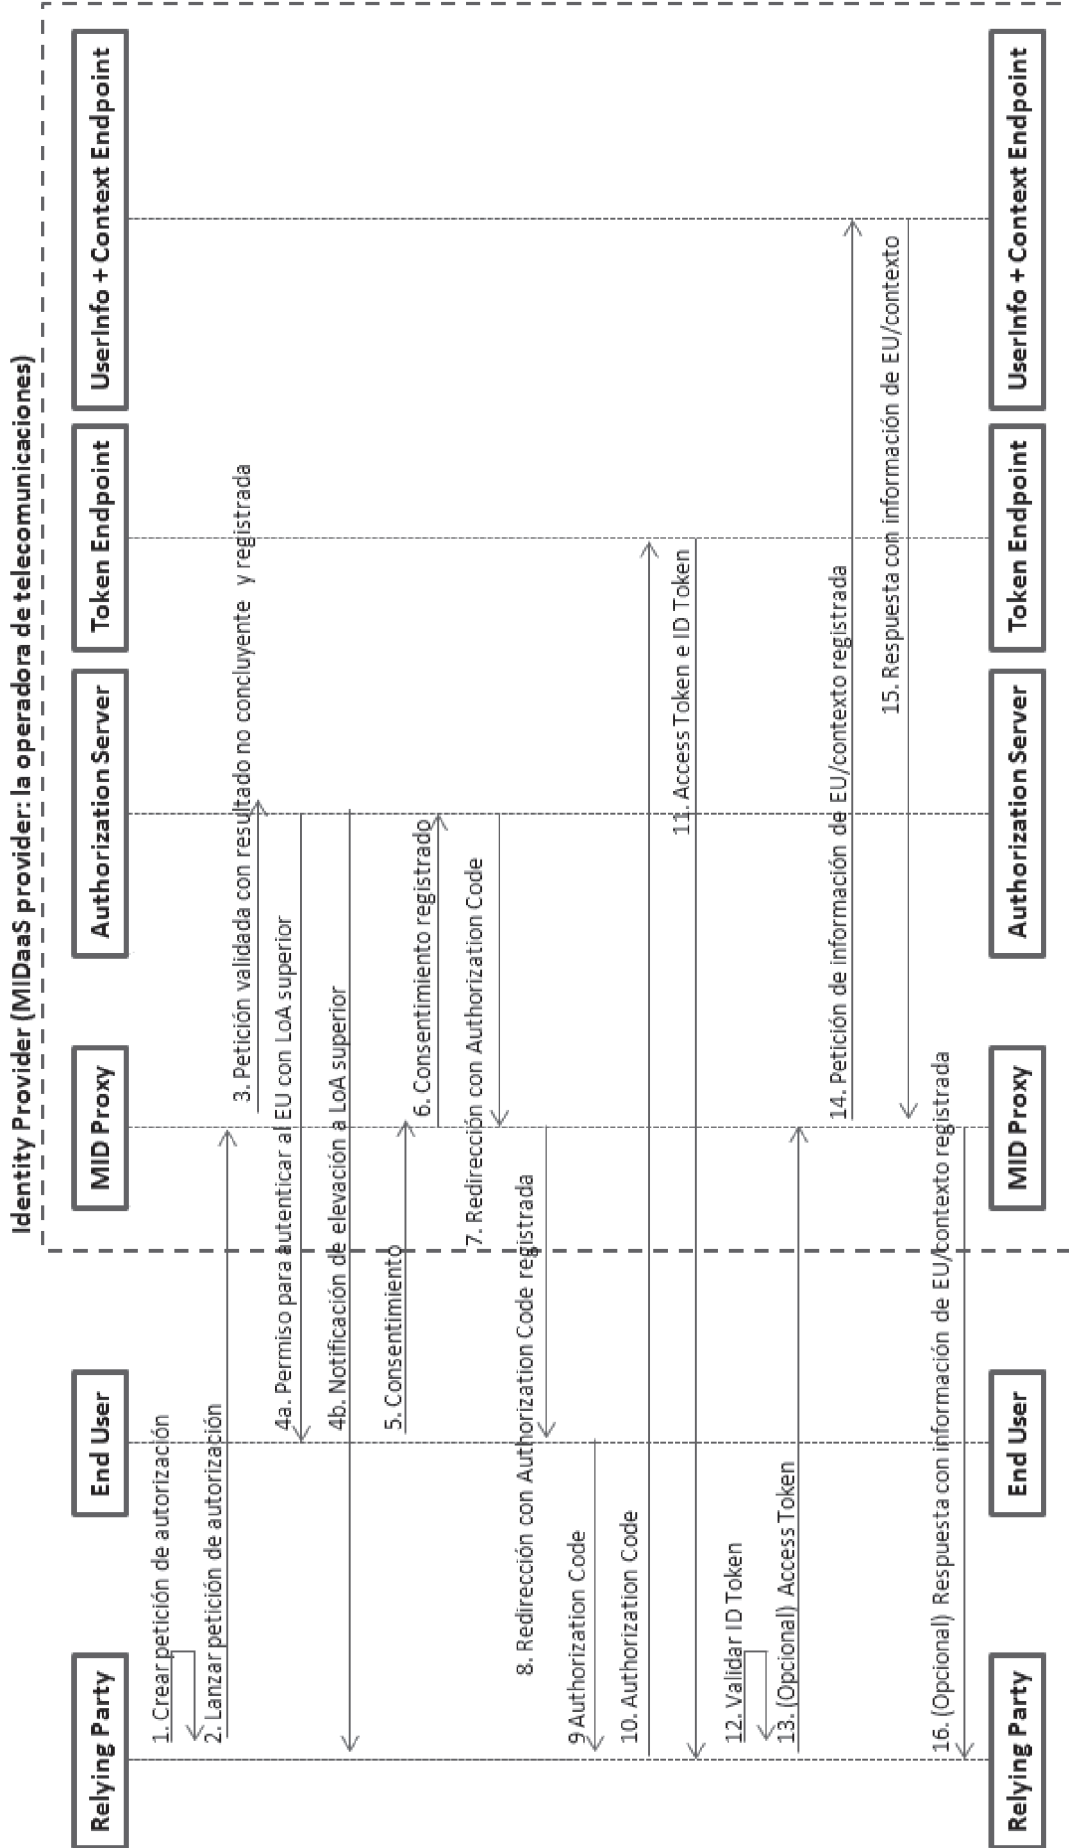 Identity Provider (MIDaaS provider: la operadora de telecomunicaciones)
Relying Party
End User
MID Proxy
Authorization Server
Token Endpoint
UserInfo + Context Endpoint
1. Crear petición de autorización
2. Lanzar petición de autorización
3. Petición validada con resultado no concluyente y registrada
4a. Permiso para autenticar al EU con LoA superior
4b. Notificación de elevación a LoA superior
5. Consentimiento
6. Consentimiento registrado
7. Redirección con Authorization Code
8. Redirección con Authorization Code registrada
9 Authorization Code
10. Authorization Code
11. Access Token e ID Token
12. Validar ID Token
13. (Opcional) Access Token
14. Petición de información de EU/contexto registrada
15. Respuesta con información de EU/contexto
16. (Opcional) Respuesta con información de EU/contexto registrada
Relying Party
End User
MID Proxy
Authorization Server
Token Endpoint
UserInfo + Context Endpoint